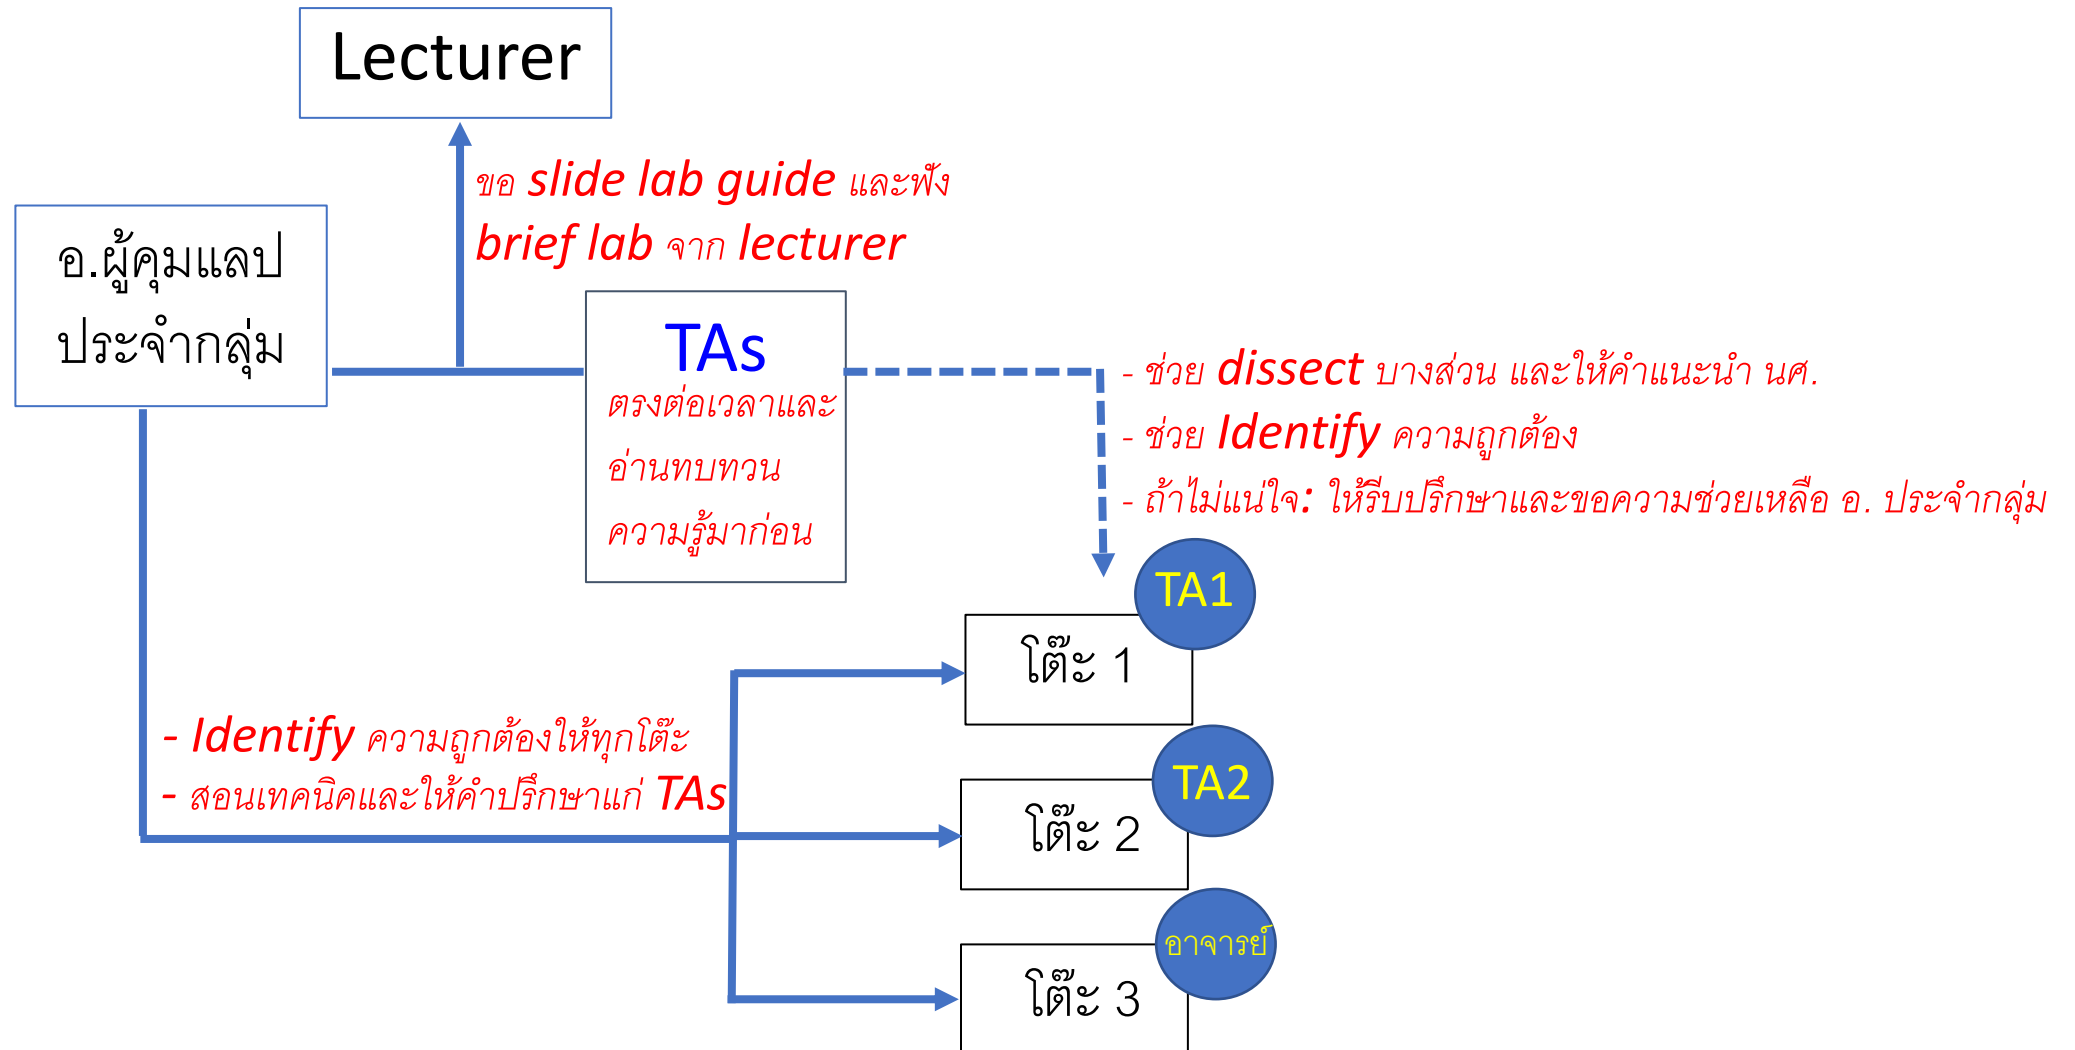 Lecturer
ขอ slide lab guide และฟัง
brief lab จาก lecturer
อ.ผู้คุมแลป
ประจำกลุ่ม
TAs
ตรงต่อเวลาและ
อ่านทบทวน
ความรู้มาก่อน
- ช่วย dissect บางส่วน และให้คำแนะนำ นศ.
- ช่วย Identify ความถูกต้อง
- ถ้าไม่แน่ใจ: ให้รีบปรึกษาและขอความช่วยเหลือ อ. ประจำกลุ่ม
TA1
โต๊ะ 1
- Identify ความถูกต้องให้ทุกโต๊ะ
- สอนเทคนิคและให้คำปรึกษาแก่ TAs
TA2
โต๊ะ 2
อาจารย์
โต๊ะ 3